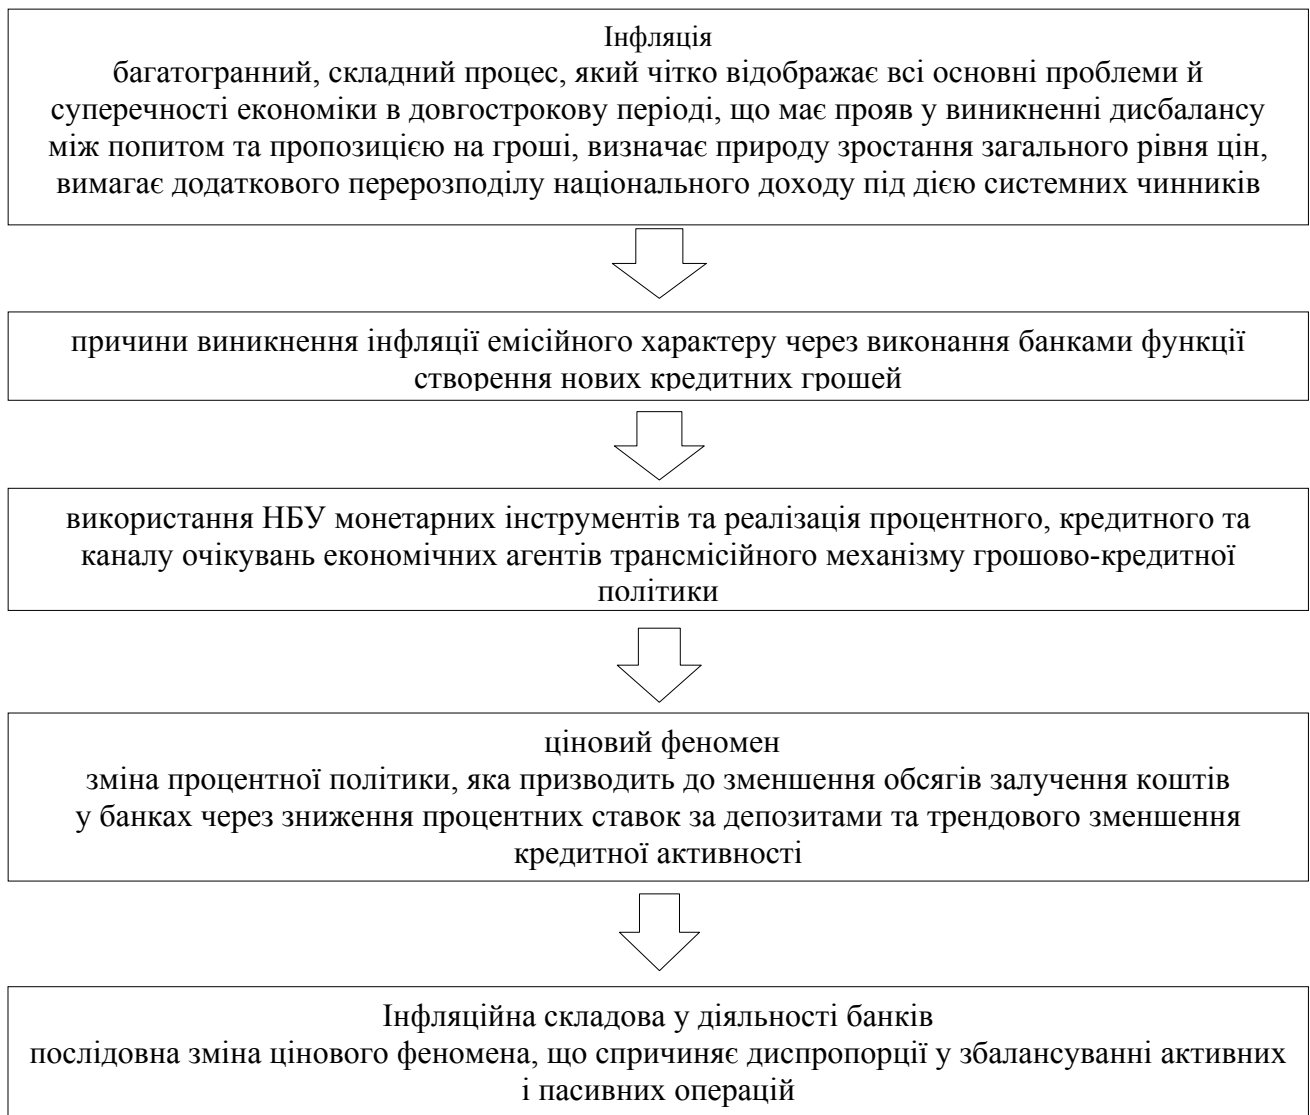 Інфляція
багатогранний, складний процес, який чітко відображає всі основні проблеми й
суперечності економіки в довгострокову періоді, що має прояв у виникненні дисбалансу
між попитом та пропозицією на гроші, визначає природу зростання загального рівня цін,
вимагає додаткового перерозподілу національного доходу під дією системних чинників
причини виникнення інфляції емісійного характеру через виконання банками функції
створення нових кредитних грошей
використання НБУ монетарних інструментів та реалізація процентного, кредитного та
каналу очікувань економічних агентів трансмісійного механізму грошово-кредитної
політики
ціновий феномен
зміна процентної політики, яка призводить до зменшення обсягів залучення коштів
у банках через зниження процентних ставок за депозитами та трендового зменшення
кредитної активності
Інфляційна складова у діяльності банків
послідовна зміна цінового феномена, що спричиняє диспропорції у збалансуванні активних
і пасивних операцій